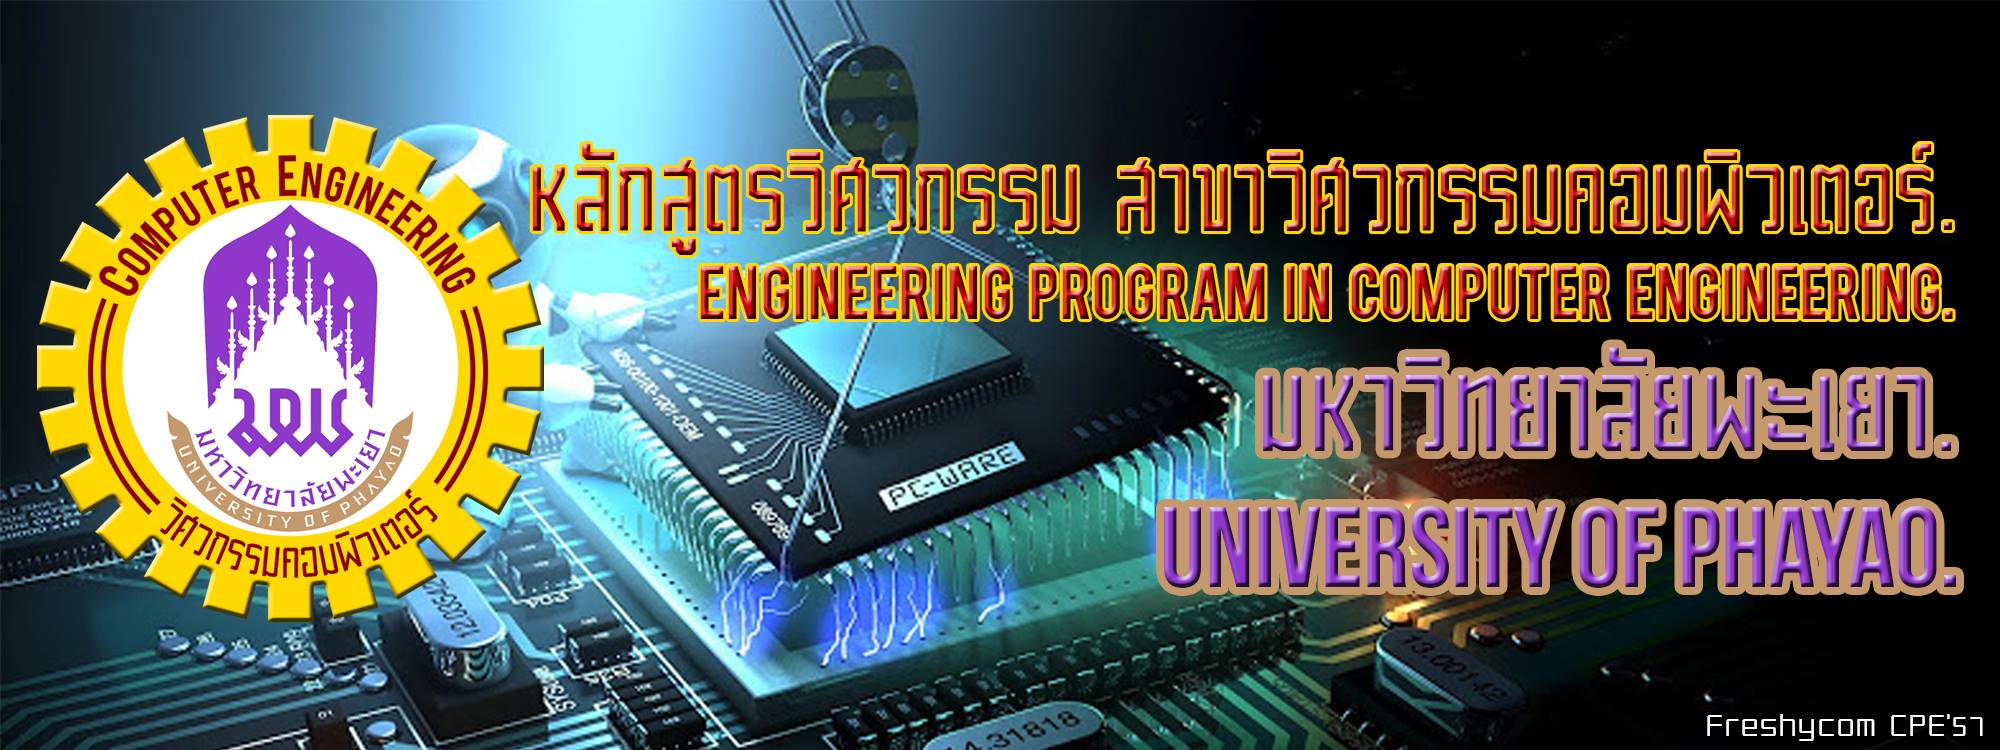 COMPUTER ENGINEERING
มหาวิทยาลัยพะเยา
UNIVERSITY OF PHAYAO
วิศวกรรมคอมพิวเตอร์
หลักสูตรวิศวกรรม สาขาวิศวกรรมคอมพิวเตอร์.
ENGINEERING PROGRAM IN COMPUTER ENGINEERING.
มหาวิทยาลัยพะเยา.
UNIVERSITY OF PHAYAO.
PC-WARE
13.00142
14.31818
Freshycom CPE'57